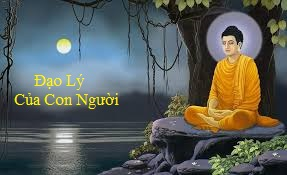 Đạo Lý
Của Con Người